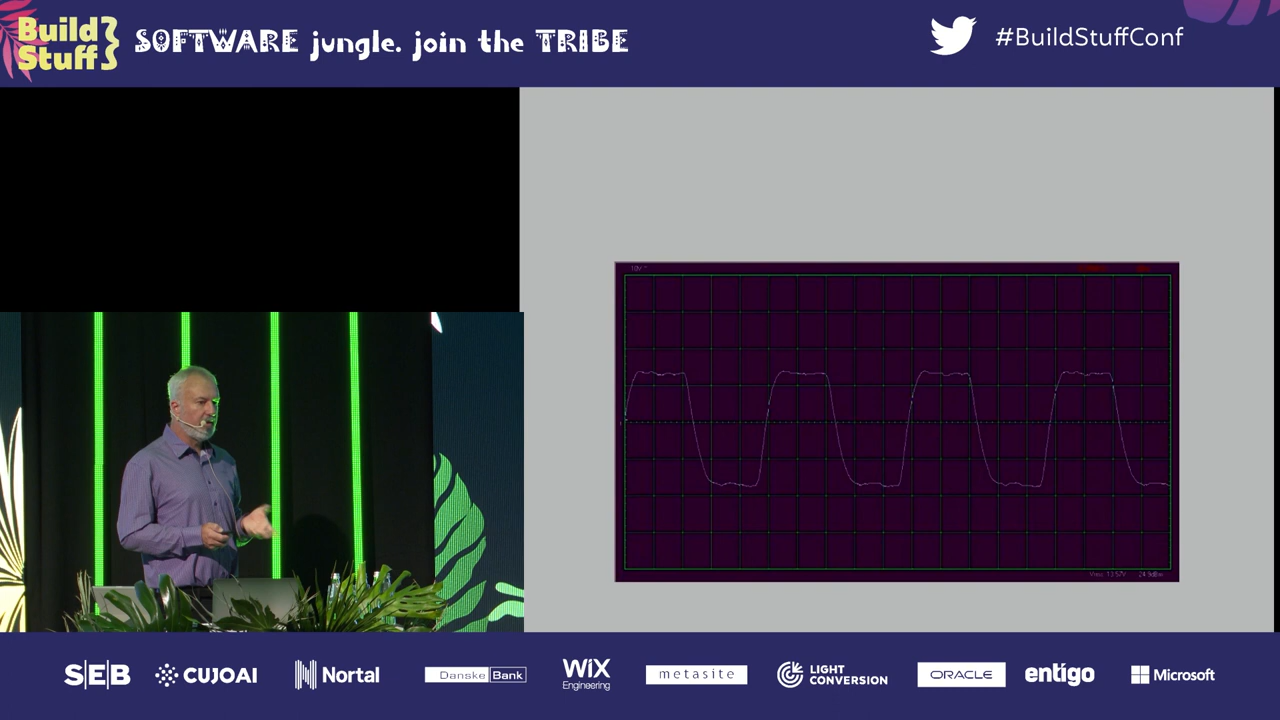 Build
Stuff
SOFTWARE jungle. join the TRIBE
#BuildStuffConf
S|E|B
CUJOAI
Nortal
Danske Bank
WiX
Engineering
metasite
LIGHT
CONVERSION
ORACLE
entigo
Microsoft